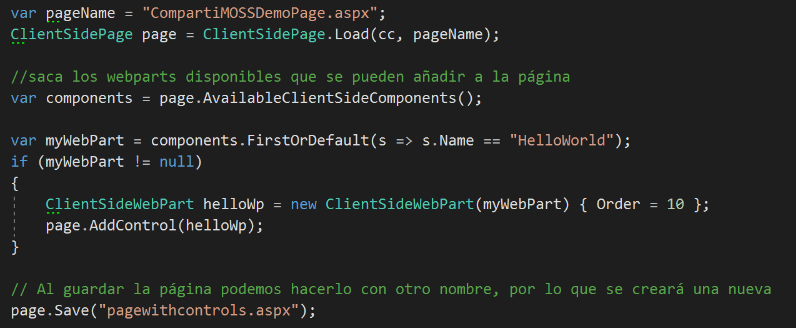 var pageName = "CompartiMOSSDemoPage.aspx";
ClientSidePage page = ClientSidePage.Load(cc, pageName);
//saca los webparts disponibles que se pueden añadir a la página
var components = page.AvailableClientSideComponents();
var myWebPart = components.FirstOrDefault(s => s.Name == "HelloWorld");
if (myWebPart != null)
{
ClientSideWebPart helloWp = new ClientSideWebPart(myWebPart) { Order = 10 };
page.AddControl(helloWp);
}
// Al guardar la página podemos hacerlo con otro nombre, por lo que se creará una nueva
page.Save("pagewithcontrols.aspx");